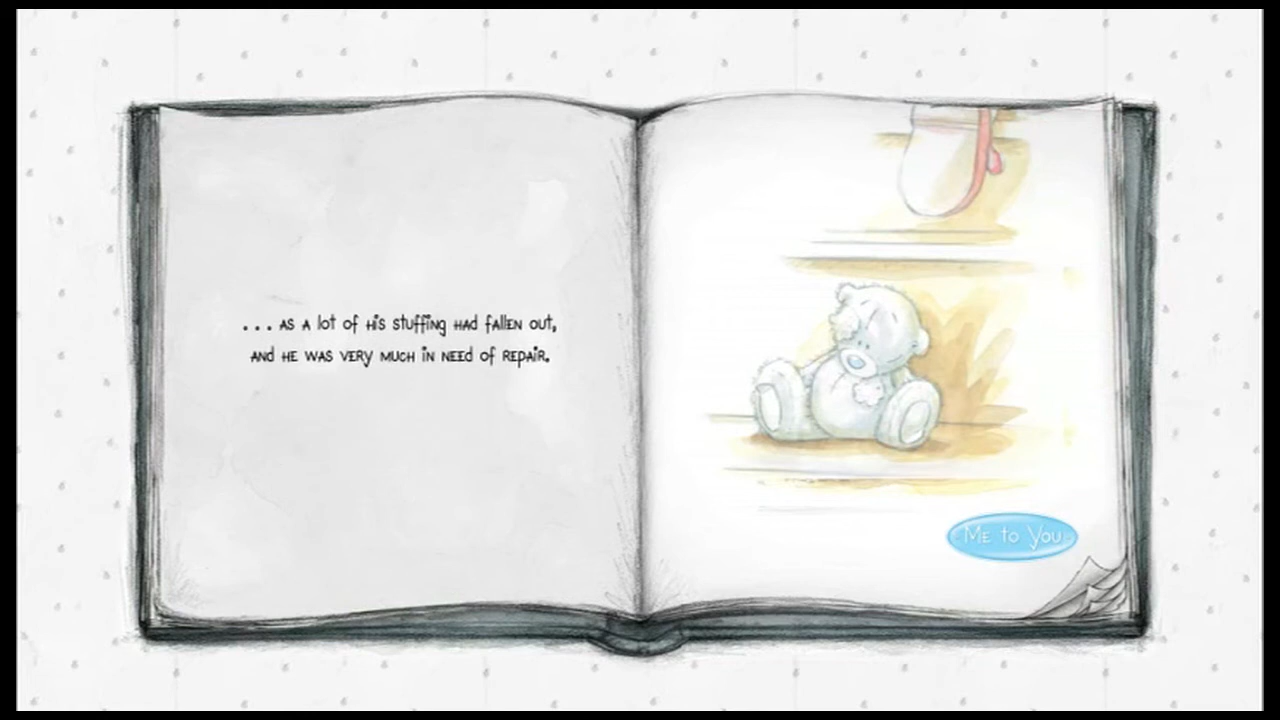 ... as a lot of his stuffing had fallen out,
and he was very much in need of repair.
Me to You